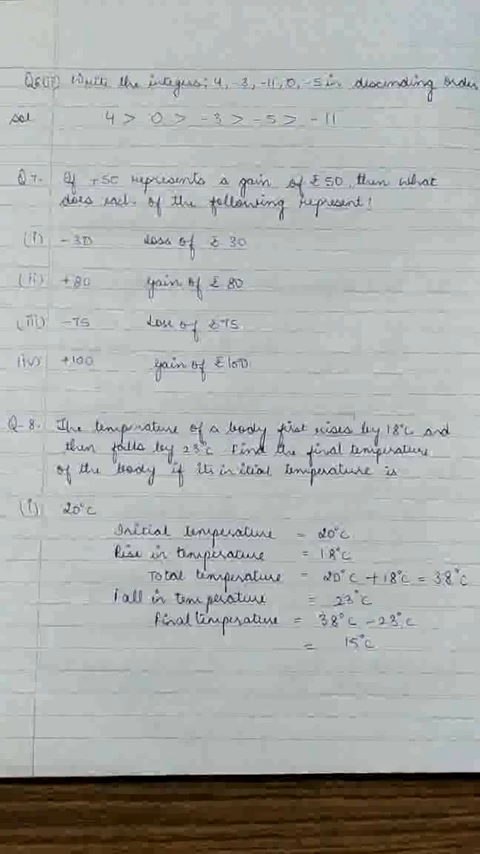 Q6(ii) Write the integers; 4, -3, -11, 0, -5 in descending order
sol 4 > 0 > -3 > -5 > -11
Q7. If +50 represents a gain of ₹50, then what
does each of the following represent!
(i) -30 Loss of ₹ 30
(ii) +80 gain of ₹ 80
(iii) -75 Loss of ₹75
(iv) +100 gain of ₹100
Q-8. The temperature of a body first rises by 18°C and
then falls by 23°C Find the final temperature
of the body if its initial temperature is
(i) 20°C
Initial temperature = 20°C
Rise in temperature = 18°C
Total temperature = 20°C + 18°C = 38°C
Fall in temperature = 23°C
Final temperature = 38°C - 23°C
= 15°C